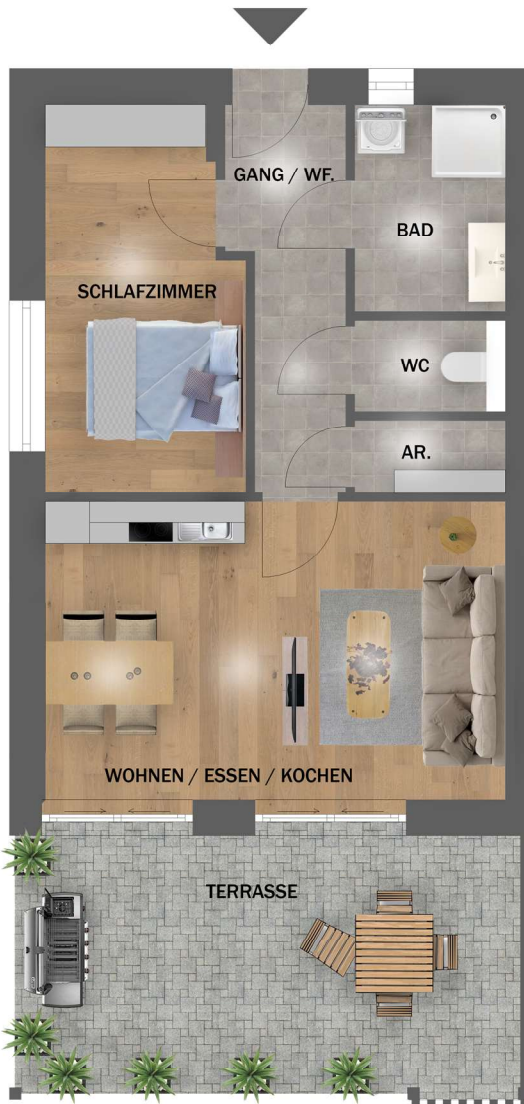 GANG / WF.
BAD
SCHLAFZIMMER
WC
AR.
WOHNEN / ESSEN / KOCHEN
TERRASSE